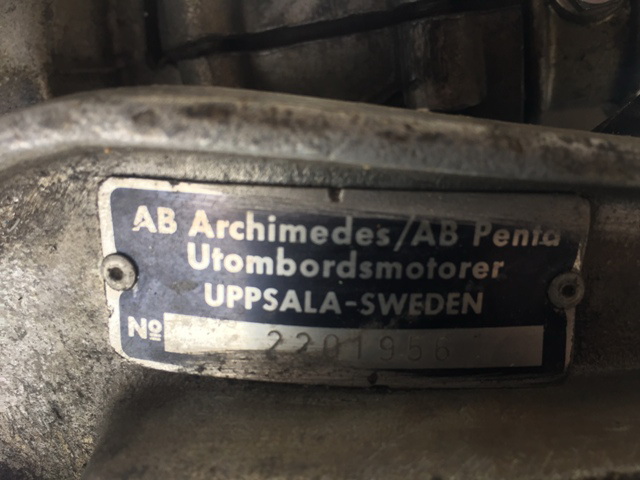 AB Archimedes/AB Penta
Utombordsmotorer
UPPSALA-SWEDEN
Nº 2201956